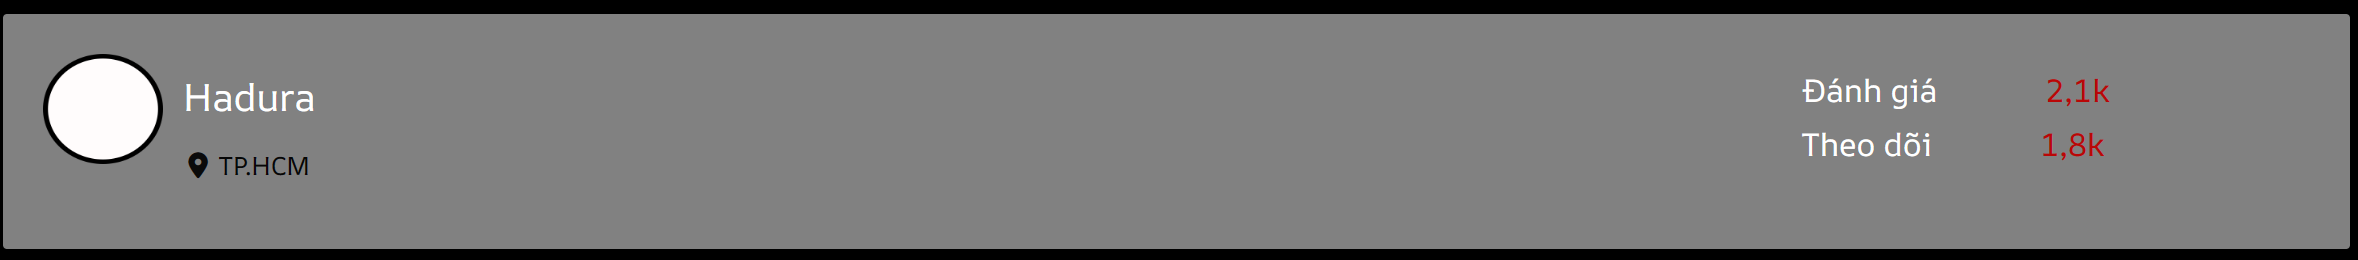 Hadura
TP.HCM
Đánh giá 2,1k
Theo dõi 1,8k